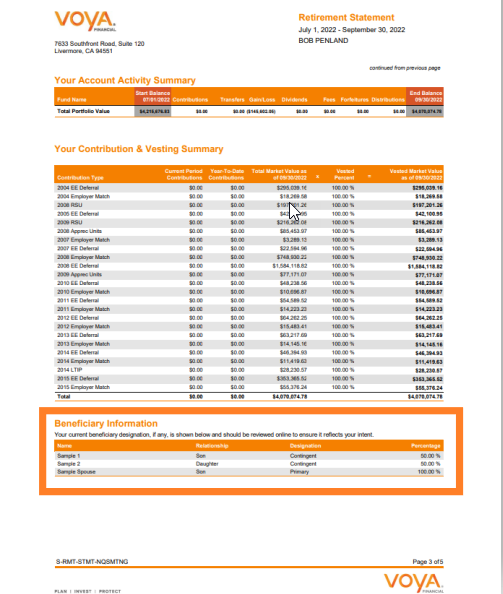 VOYA
FINANCIAL
Retirement Statement
July 1, 2022 - September 30, 2022
BOB PENLAND
7633 Southfront Road, Suite 120
Livermore, CA 94551
continued from previous page
Your Account Activity Summary
Fund Name Start Balance 07/01/2022 Contributions Transfers Gain/Loss Dividends Fees Forfeitures Distributions End Balance 09/30/2022
Total Portfolio Value $0.00 $0.00 $0.00 $0.00 $0.00 $0.00 $4,070,074.78
Your Contribution & Vesting Summary
Contribution Type Current Period Contributions Year-To-Date Contributions Total Market Value as of 09/30/2022 x Vested Percent = Vested Market Value as of 09/30/2022
2004 EE Deferral $0.00 $0.00 $295,039.16 100.00 % $295,039.16
2004 Employer Match $0.00 $0.00 $18,269.58 100.00 % $18,269.58
2008 RSU $0.00 $0.00 100.00 % $197,201.26
2005 EE Deferral $0.00 $0.00 100.00 % $42,100.95
2009 RSU $0.00 $0.00 $216,262.08 100.00 % $216,262.08
2008 Apprec Units $0.00 $0.00 $85,453.97 100.00 % $85,453.97
2007 Employer Match $0.00 $0.00 $3,289.13 100.00 % $3,289.13
2007 EE Deferral $0.00 $0.00 $22,594.96 100.00 % $22,594.96
2008 Employer Match $0.00 $0.00 $748,930.22 100.00 % $748,930.22
2008 EE Deferral $0.00 $0.00 $1,584,118.82 100.00 % $1,584,118.82
2009 Apprec Units $0.00 $0.00 $77,171.07 100.00 % $77,171.07
2010 EE Deferral $0.00 $0.00 $48,238.56 100.00 % $48,238.56
2010 Employer Match $0.00 $0.00 $10,696.87 100.00 % $10,696.87
2011 EE Deferral $0.00 $0.00 $54,589.52 100.00 % $54,589.52
2011 Employer Match $0.00 $0.00 $14,223.23 100.00 % $14,223.23
2012 EE Deferral $0.00 $0.00 $64,262.25 100.00 % $64,262.25
2012 Employer Match $0.00 $0.00 $15,483.41 100.00 % $15,483.41
2013 EE Deferral $0.00 $0.00 $63,217.69 100.00 % $63,217.69
2013 Employer Match $0.00 $0.00 $14,145.16 100.00 % $14,145.16
2014 EE Deferral $0.00 $0.00 $46,394.93 100.00 % $46,394.93
2014 Employer Match $0.00 $0.00 $11,419.63 100.00 % $11,419.63
2014 LTIP $0.00 $0.00 $28,230.57 100.00 % $28,230.57
2015 EE Deferral $0.00 $0.00 $353,365.52 100.00 % $353,365.52
2015 Employer Match $0.00 $0.00 $55,376.24 100.00 % $55,376.24
Total $0.00 $0.00 $4,070,074.78 $4,070,074.78
Beneficiary Information
Your current beneficiary designation, if any, is shown below and should be reviewed online to ensure it reflects your intent.
Name Relationship Designation Percentage
Sample 1 Son Contingent 50.00 %
Sample 2 Daughter Contingent 50.00 %
Sample Spouse Son Primary 100.00 %
S-RMT-STMT-NQSMTNG Page 3 of 5
PLAN | INVEST | PROTECT
VOYA
FINANCIAL